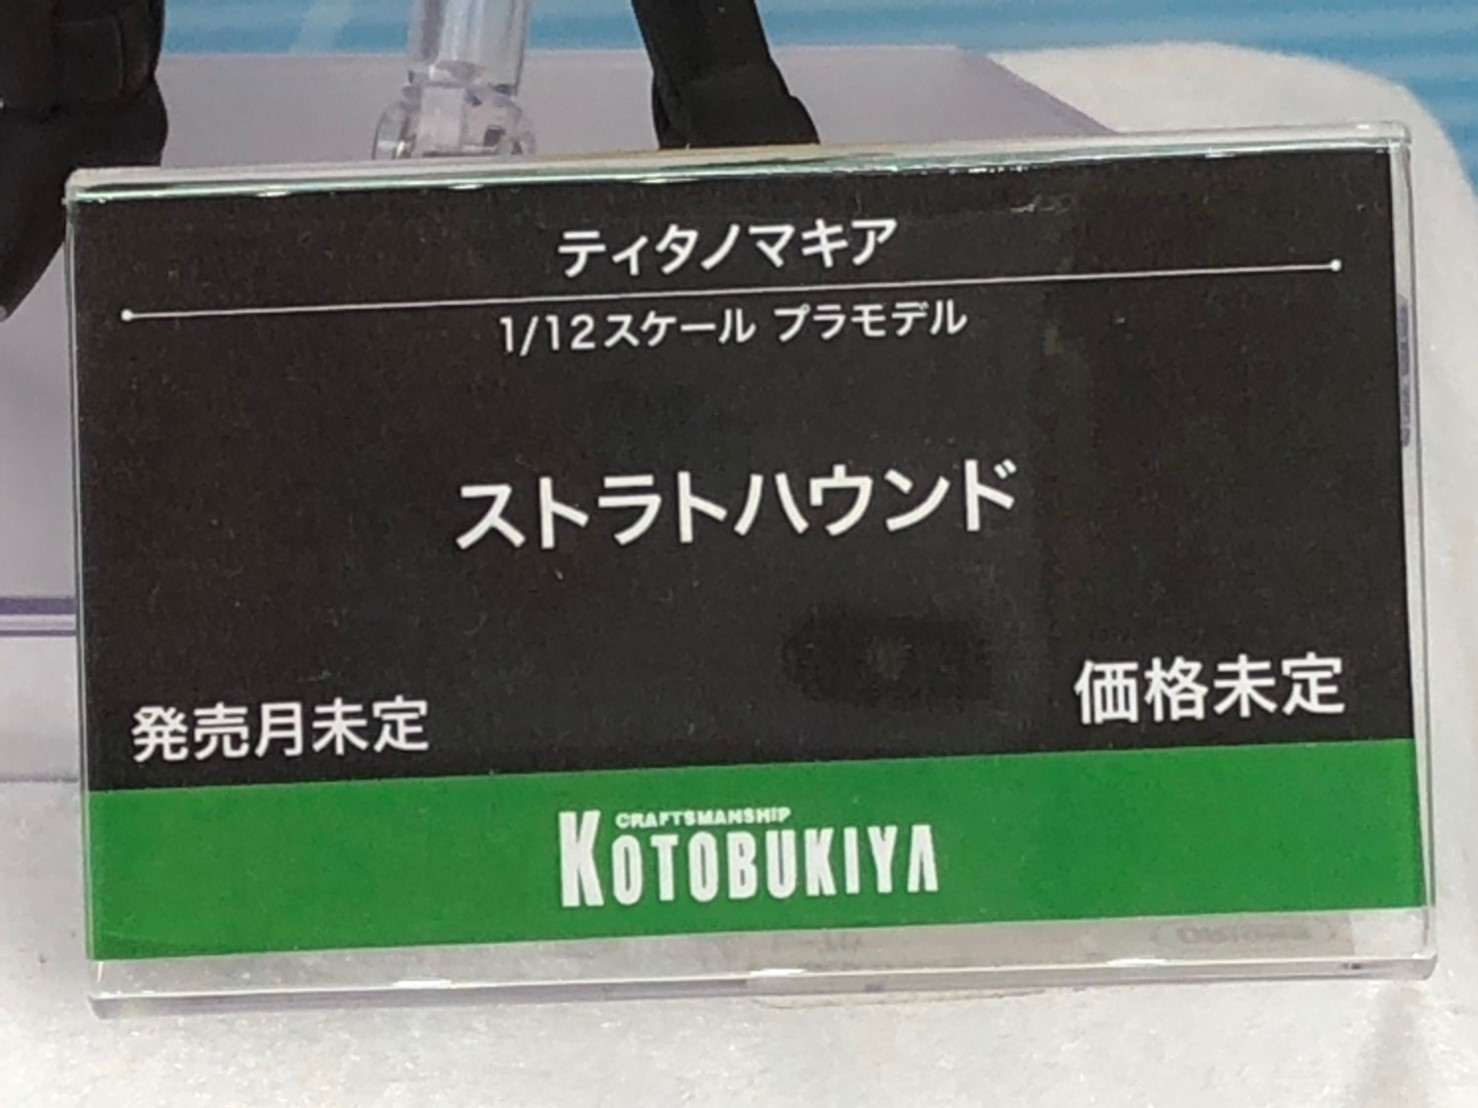 ティタノマキア
1/12スケール プラモデル
ストラトハウンド
発売月未定
価格未定
CRAFTSMANSHIP
KOTOBUKIYA